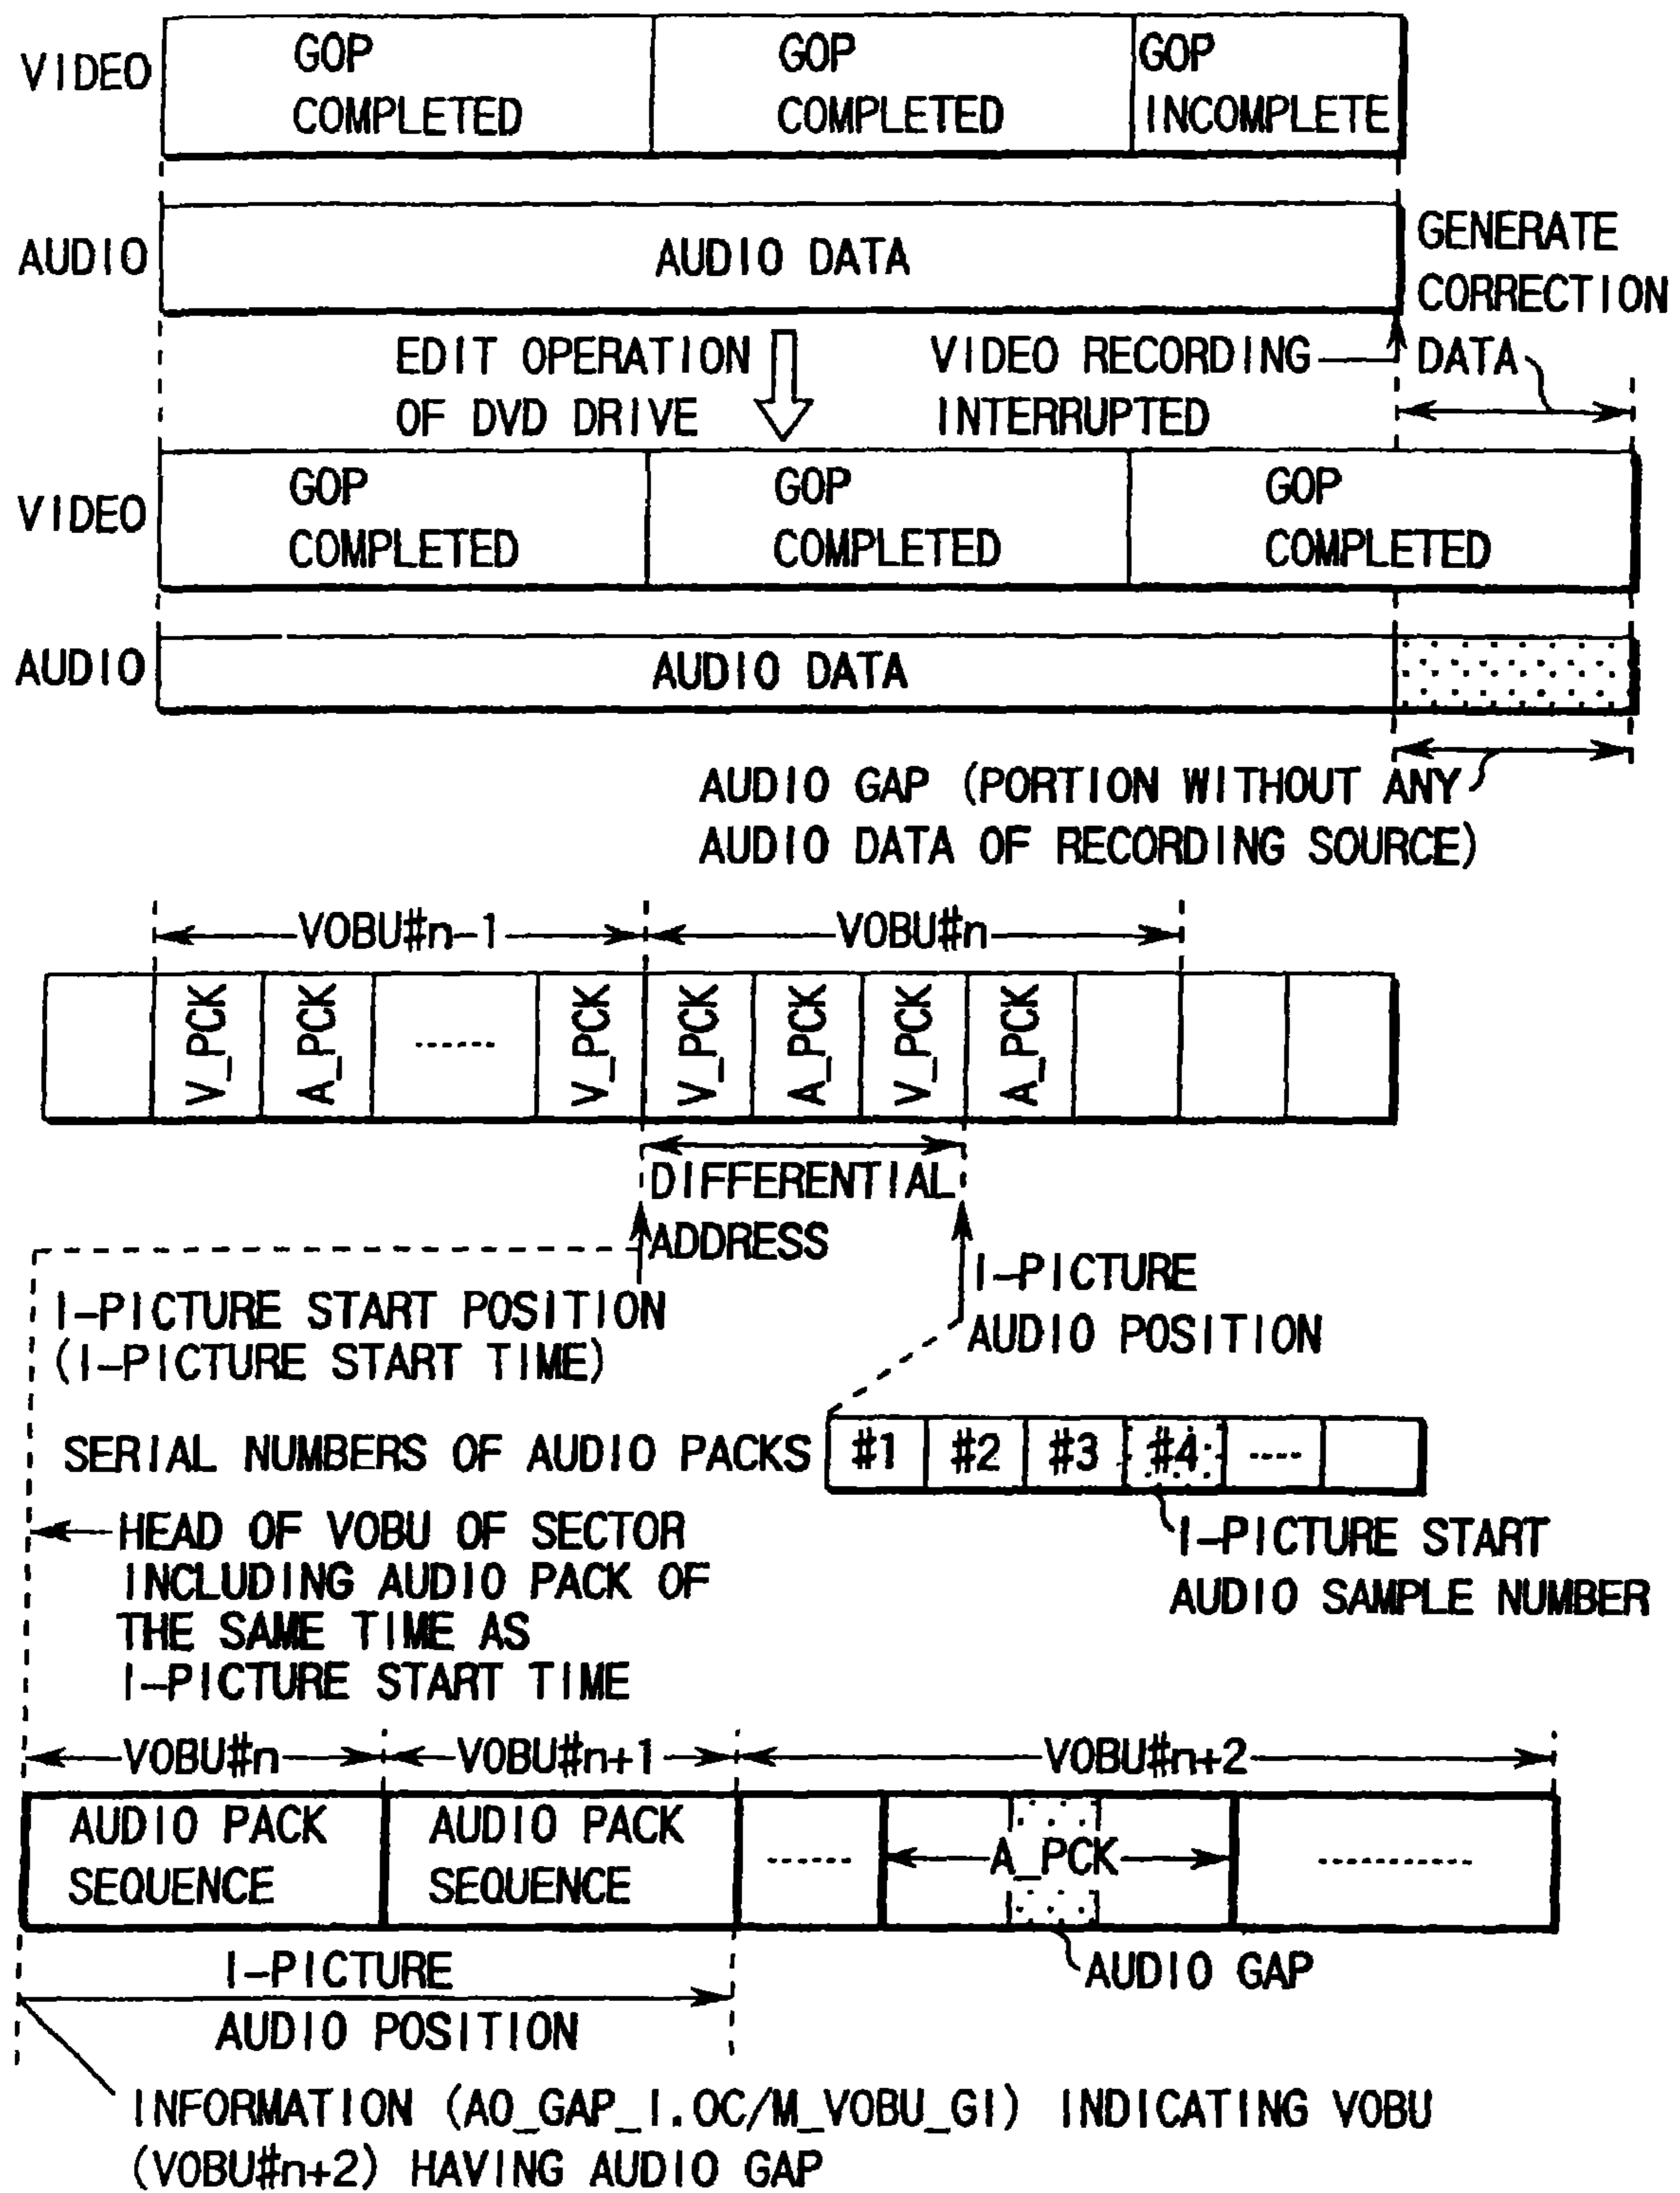 VIDEO
GOP
COMPLETED
GOP
COMPLETED
GOP
INCOMPLETE
AUDIO
AUDIO DATA
GENERATE
CORRECTION
DATA
EDIT OPERATION
OF DVD DRIVE
VIDEO RECORDING
INTERRUPTED
VIDEO
GOP
COMPLETED
GOP
COMPLETED
GOP
COMPLETED
AUDIO
AUDIO DATA
AUDIO GAP (PORTION WITHOUT ANY
AUDIO DATA OF RECORDING SOURCE)
VOBU#n-1
VOBU#n
V_PCK
A_PCK
V_PCK
V_PCK
A_PCK
V_PCK
A_PCK
DIFFERENTIAL
ADDRESS
I-PICTURE START POSITION
(I-PICTURE START TIME)
I-PICTURE
AUDIO POSITION
SERIAL NUMBERS OF AUDIO PACKS
#1
#2
#3
#4
I-PICTURE START
AUDIO SAMPLE NUMBER
HEAD OF VOBU OF SECTOR
INCLUDING AUDIO PACK OF
THE SAME TIME AS
I-PICTURE START TIME
VOBU#n
VOBU#n+1
VOBU#n+2
AUDIO PACK
SEQUENCE
AUDIO PACK
SEQUENCE
A_PCK
AUDIO GAP
I-PICTURE
AUDIO POSITION
INFORMATION (A0_GAP_I.OC/M_VOBU_GI) INDICATING VOBU
(VOBU#n+2) HAVING AUDIO GAP